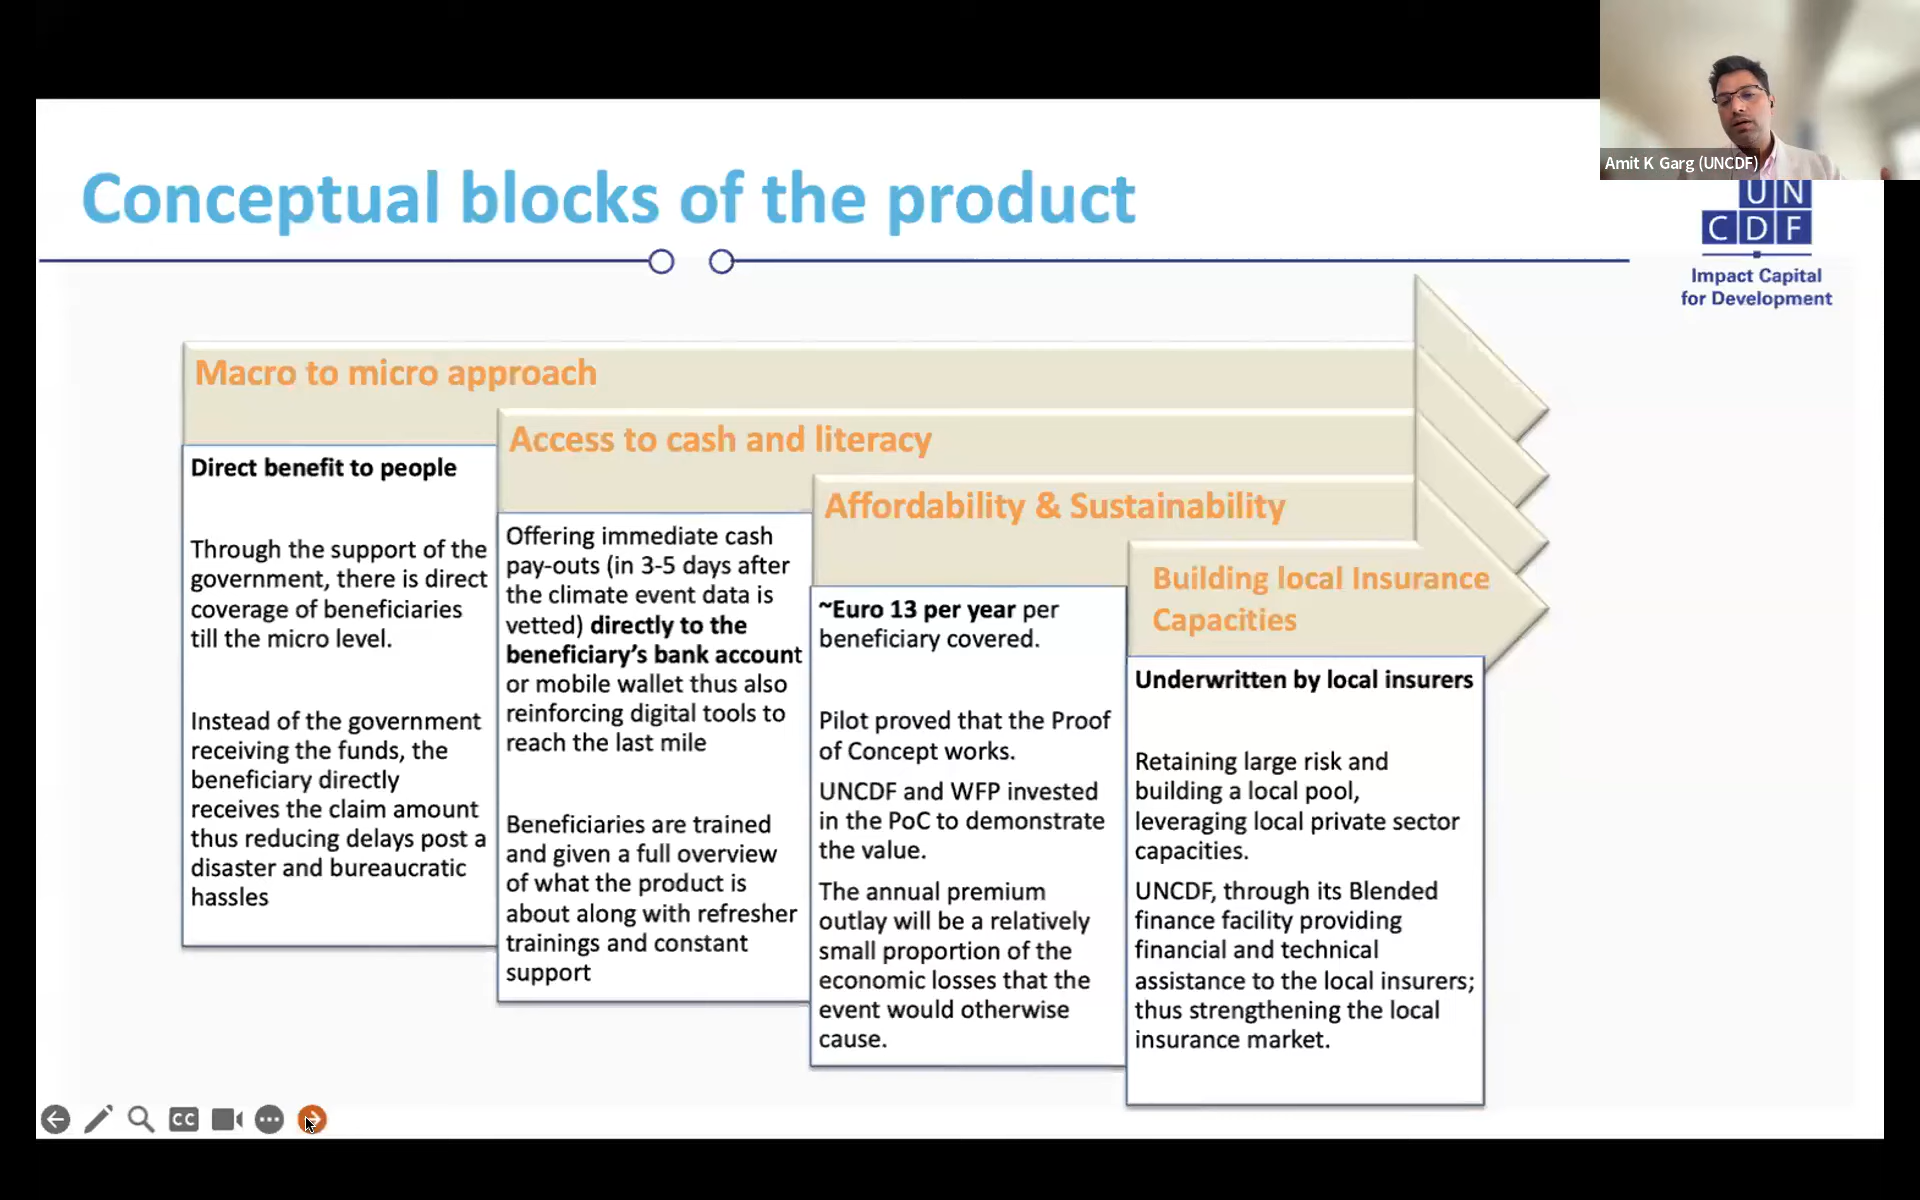 Amit K Garg (UNCDF)
Conceptual blocks of the product
UN
CDF
Impact Capital
for Development
Macro to micro approach
Direct benefit to people
Through the support of the
government, there is direct
coverage of beneficiaries
till the micro level.
Instead of the government
receiving the funds, the
beneficiary directly
receives the claim amount
thus reducing delays post a
disaster and bureaucratic
hassles
Access to cash and literacy
Offering immediate cash
pay-outs (in 3-5 days after
the climate event data is
vetted) directly to the
beneficiary's bank account
or mobile wallet thus also
reinforcing digital tools to
reach the last mile
Beneficiaries are trained
and given a full overview
of what the product is
about along with refresher
trainings and constant
support
Affordability & Sustainability
~Euro 13 per year per
beneficiary covered.
Pilot proved that the Proof
of Concept works.
UNCDF and WFP invested
in the PoC to demonstrate
the value.
The annual premium
outlay will be a relatively
small proportion of the
economic losses that the
event would otherwise
cause.
Building local Insurance
Capacities
Underwritten by local insurers
Retaining large risk and
building a local pool,
leveraging local private sector
capacities.
UNCDF, through its Blended
finance facility providing
financial and technical
assistance to the local insurers;
thus strengthening the local
insurance market.
CC